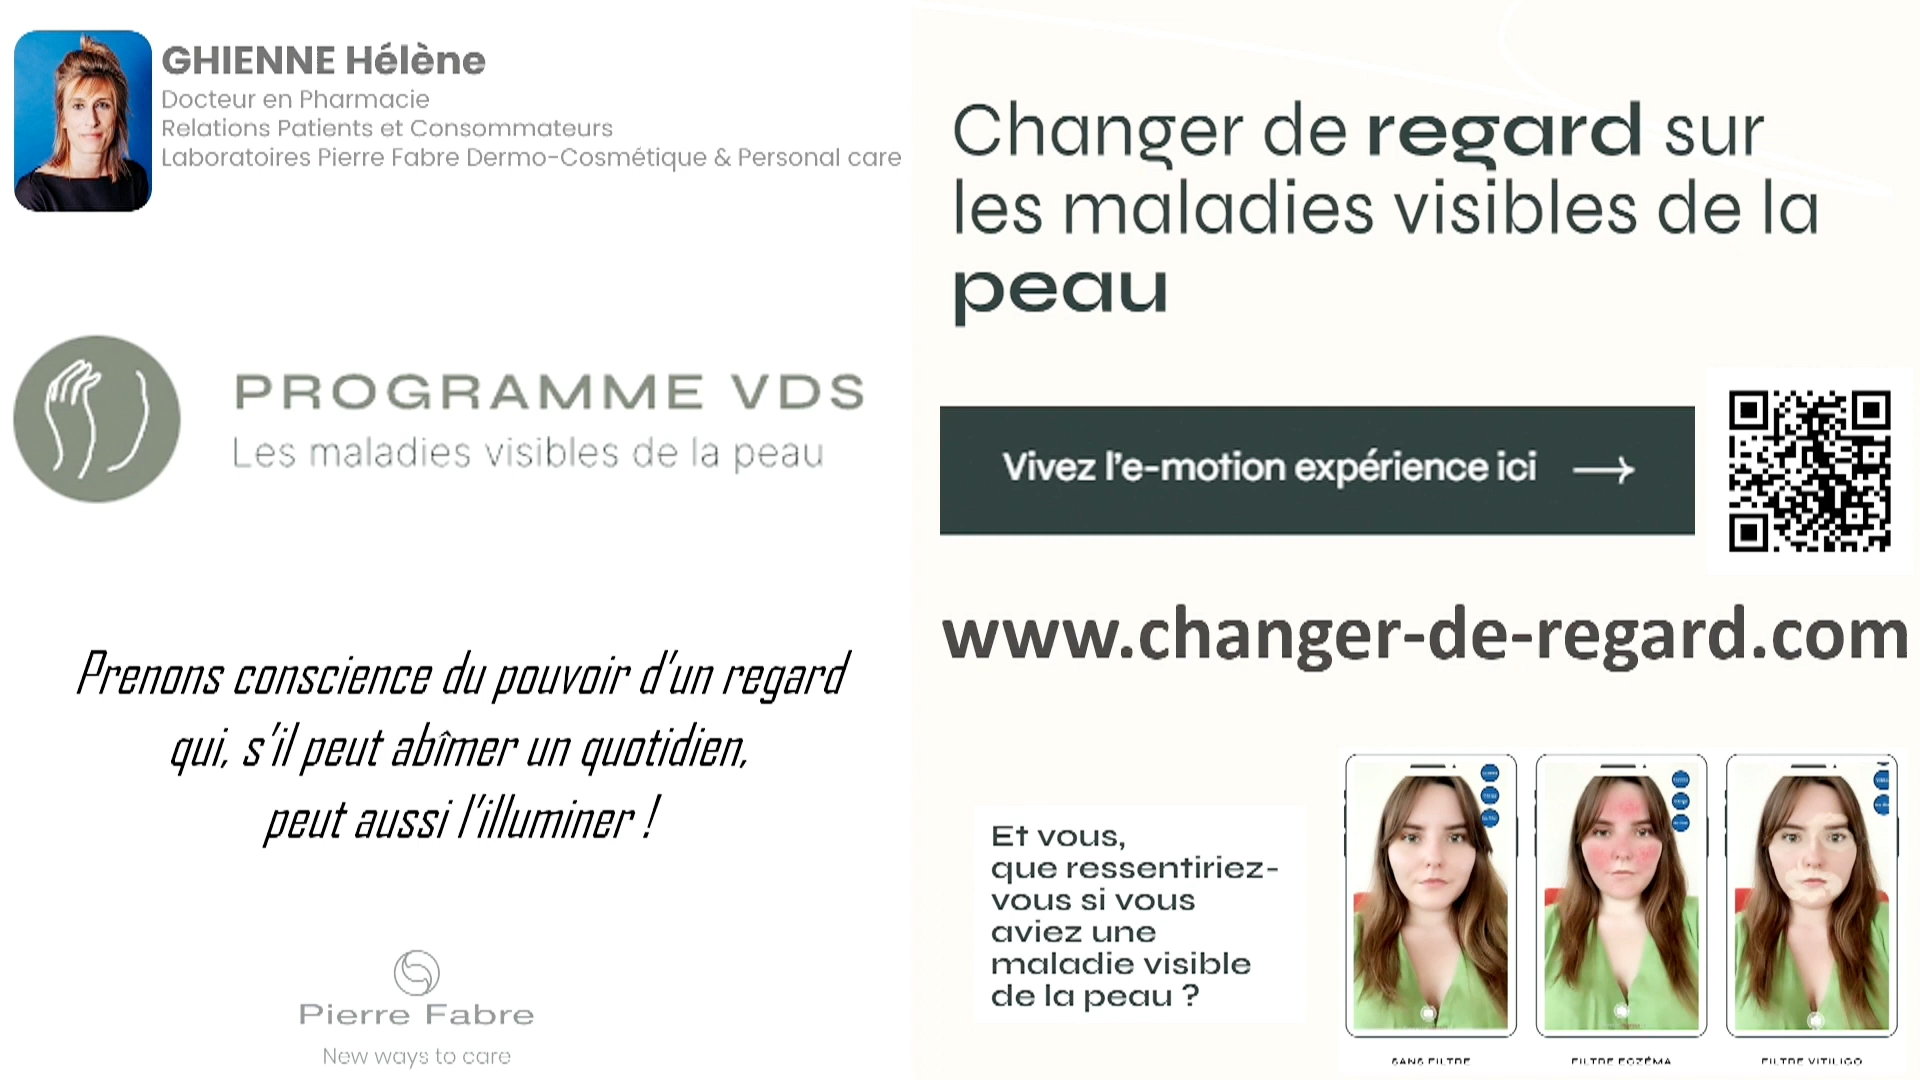 GHIENNE Hélène
Docteur en Pharmacie
Relations Patients et Consommateurs
Laboratoires Pierre Fabre Dermo-Cosmétique & Personal care
PROGRAMME VDS
Les maladies visibles de la peau
Prenons conscience du pouvoir d'un regard
qui, s'il peut abîmer un quotidien,
peut aussi l'illuminer !
Pierre Fabre
New ways to care
Changer de regard sur
les maladies visibles de la
peau
Vivez l'e-motion expérience ici
www.changer-de-regard.com
Et vous,
que ressentiriez-
vous si vous
aviez une
maladie visible
de la peau ?
SANS FILTRE
FILTRE ECZÉMA
FILTRE VITILIGO